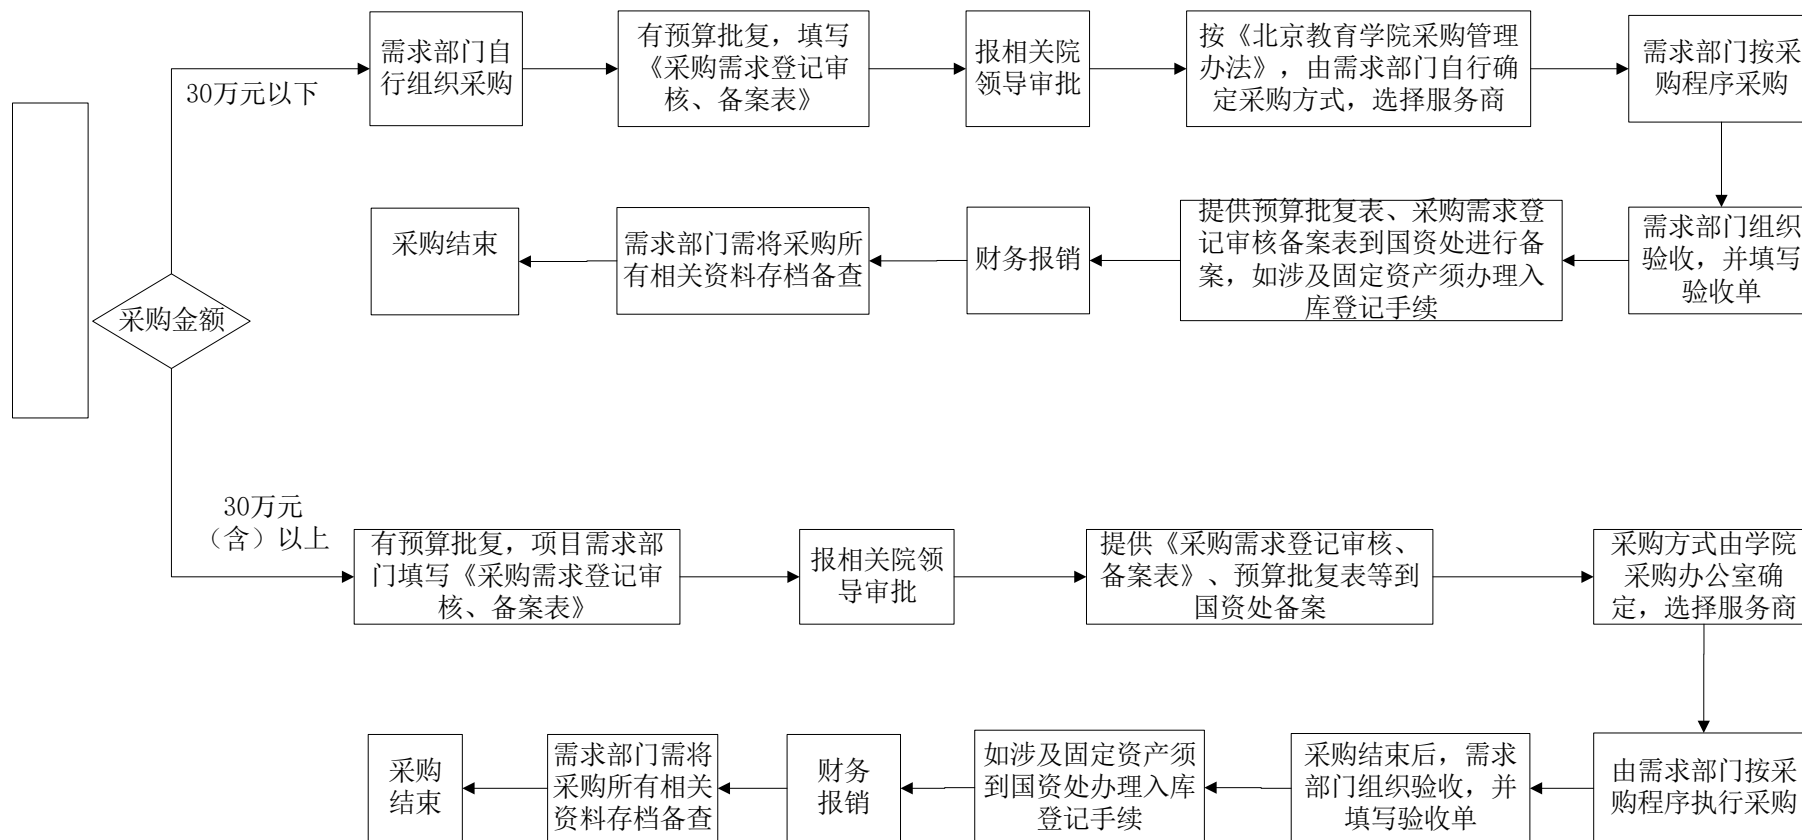 需求部门自
行组织采购
有预算批复，填写
《采购需求登记审
核、备案表》
报相关院
领导审批
按《北京教育学院采购管理
办法》，由需求部门自行确
定采购方式，选择服务商
需求部门按采
购程序采购
30万元以下
采购结束
需求部门需将采购所
有相关资料存档备查
财务报销
提供预算批复表、采购需求登
记审核备案表到国资处进行备
案，如涉及固定资产须办理入
库登记手续
需求部门组织
验收，并填写
验收单
采购金额
30万元
（含）以上
有预算批复，项目需求部
门填写《采购需求登记审
核、备案表》
报相关院领
导审批
提供《采购需求登记审核、
备案表》、预算批复表等到
国资处备案
采购方式由学院
采购办公室确
定，选择服务商
采购
结束
需求部门需将
采购所有相关
资料存档备查
财务
报销
如涉及固定资产须
到国资处办理入库
登记手续
采购结束后，需求
部门组织验收，并
填写验收单
由需求部门按采
购程序执行采购